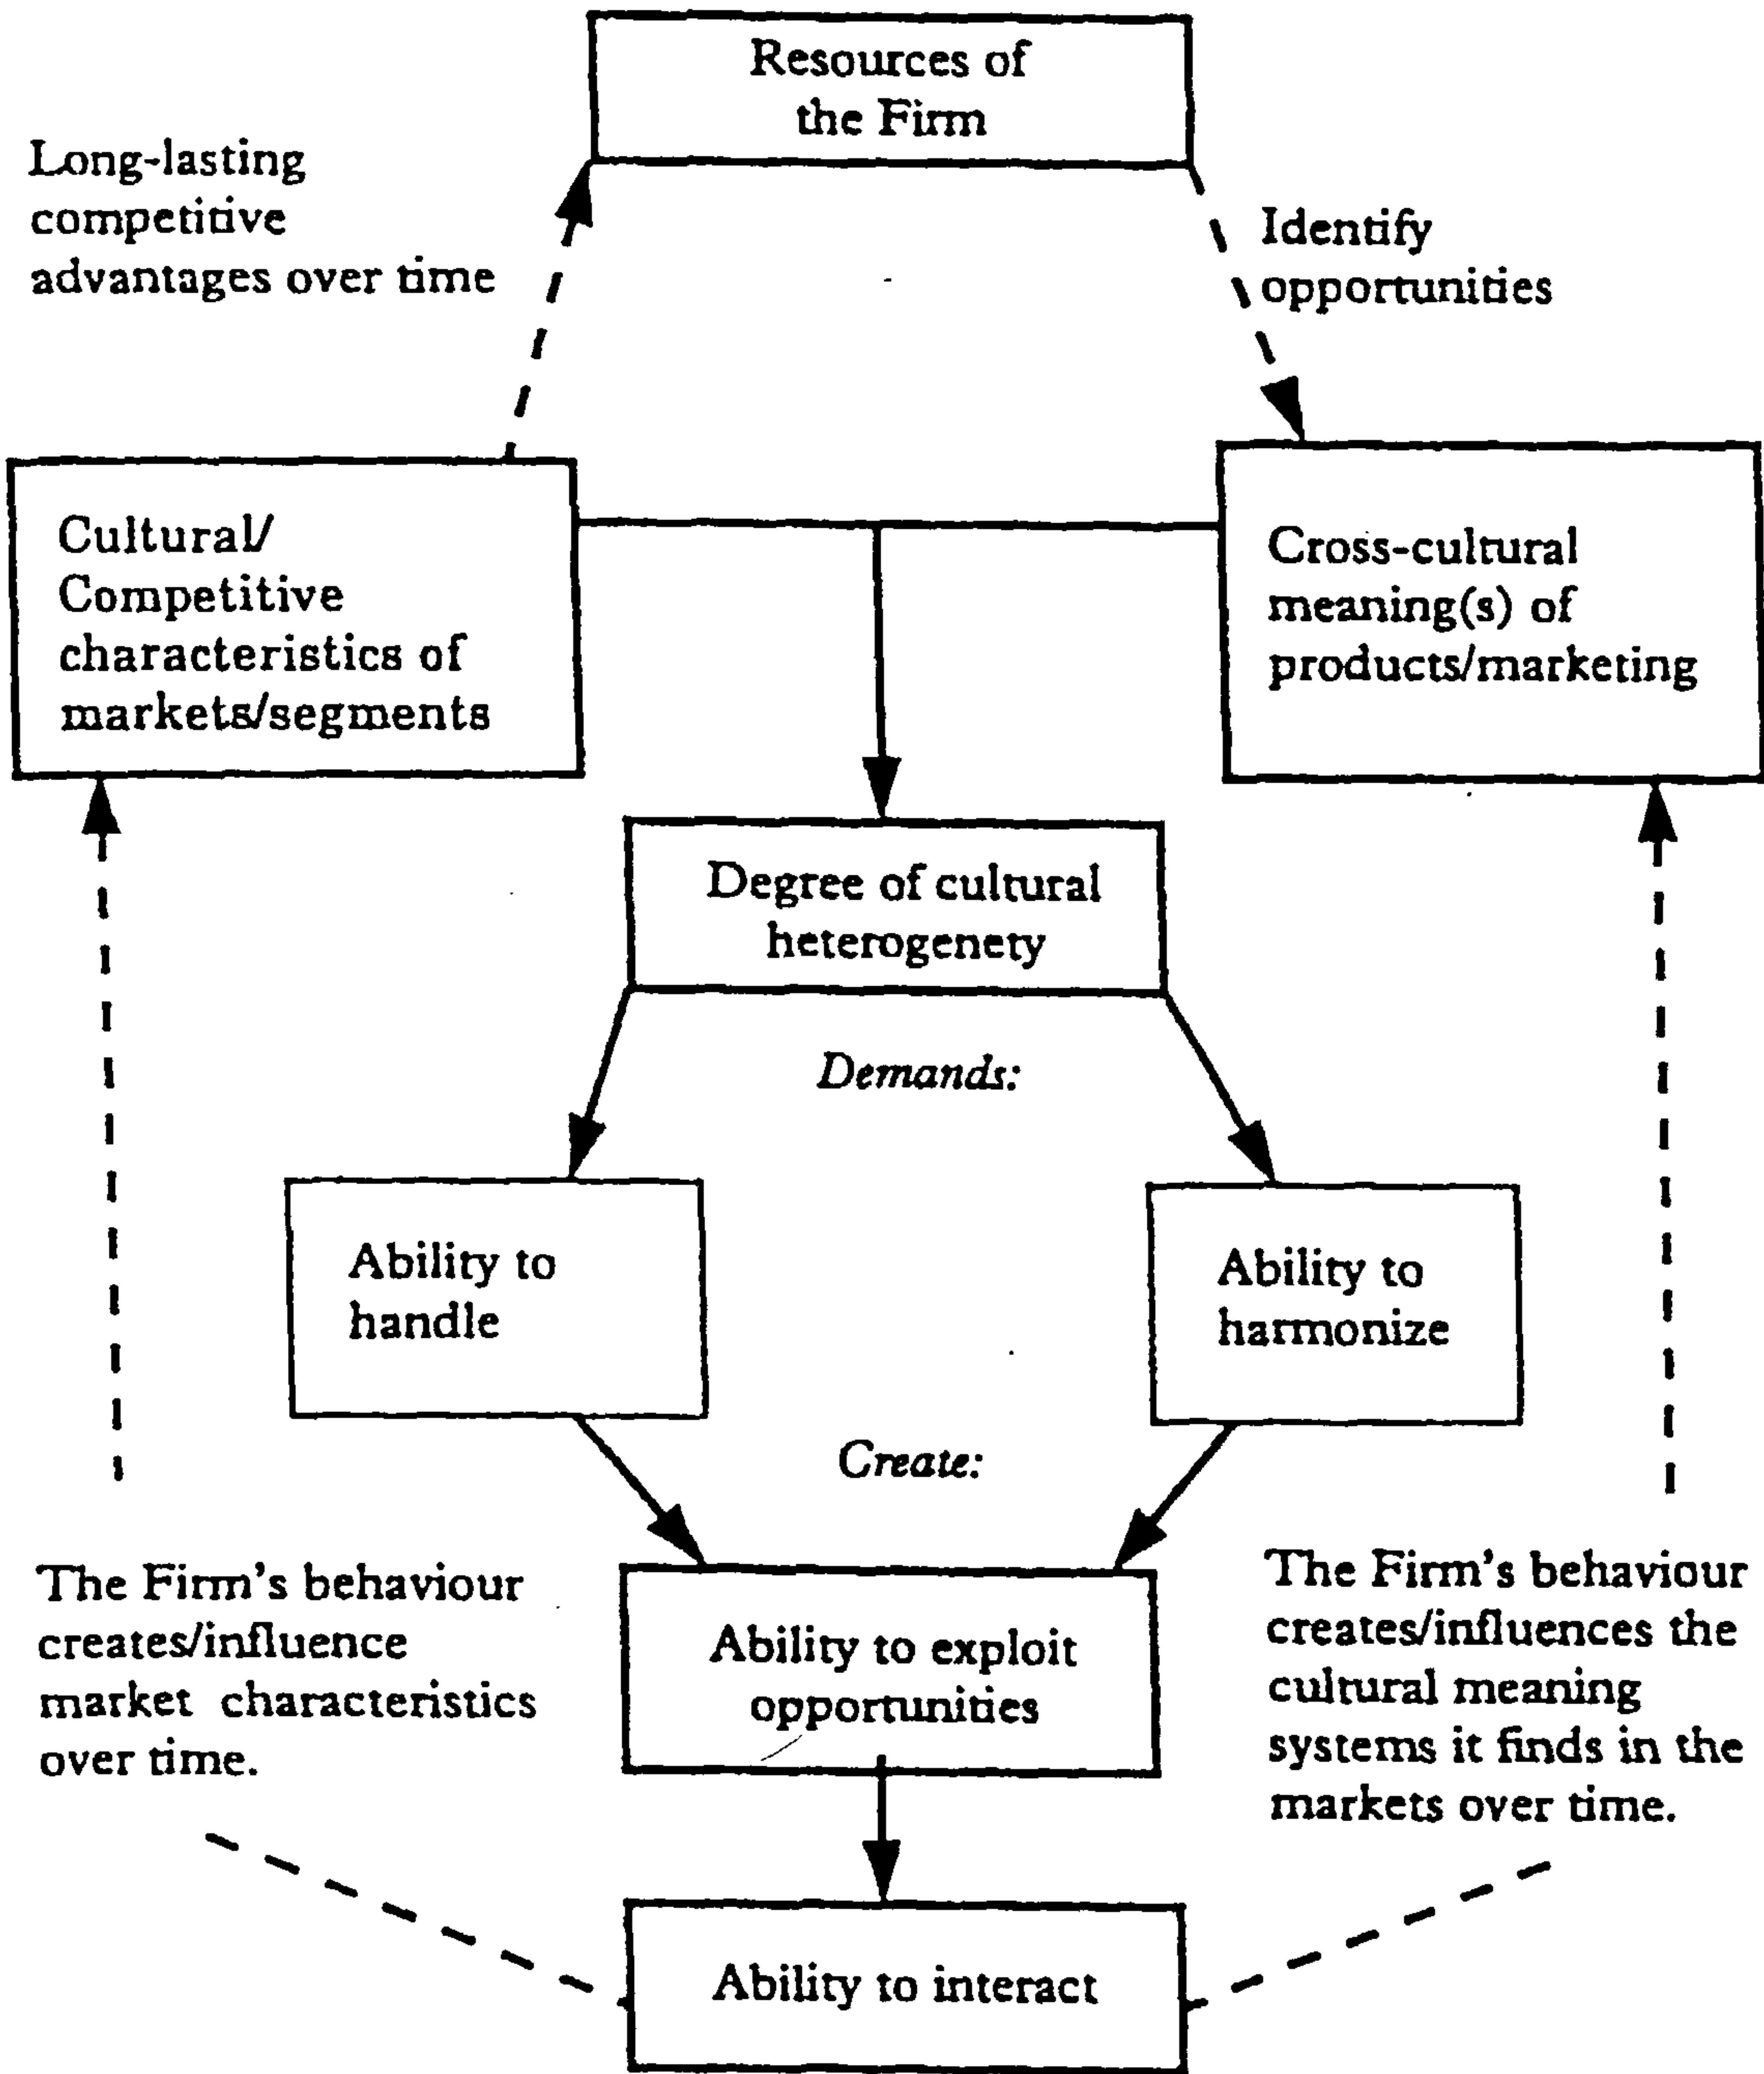 Resources of
the Firm
Long-lasting
competitive
advantages over time
Identify
opportunities
Cultural/
Competitive
characteristics of
markets/segments
Cross-cultural
meaning(s) of
products/marketing
Degree of cultural
heterogenety
Demands:
Ability to
handle
Ability to
harmonize
Create:
The Firm's behaviour
creates/influence
market characteristics
over time.
Ability to exploit
opportunities
The Firm's behaviour
creates/influences the
cultural meaning
systems it finds in the
markets over time.
Ability to interact